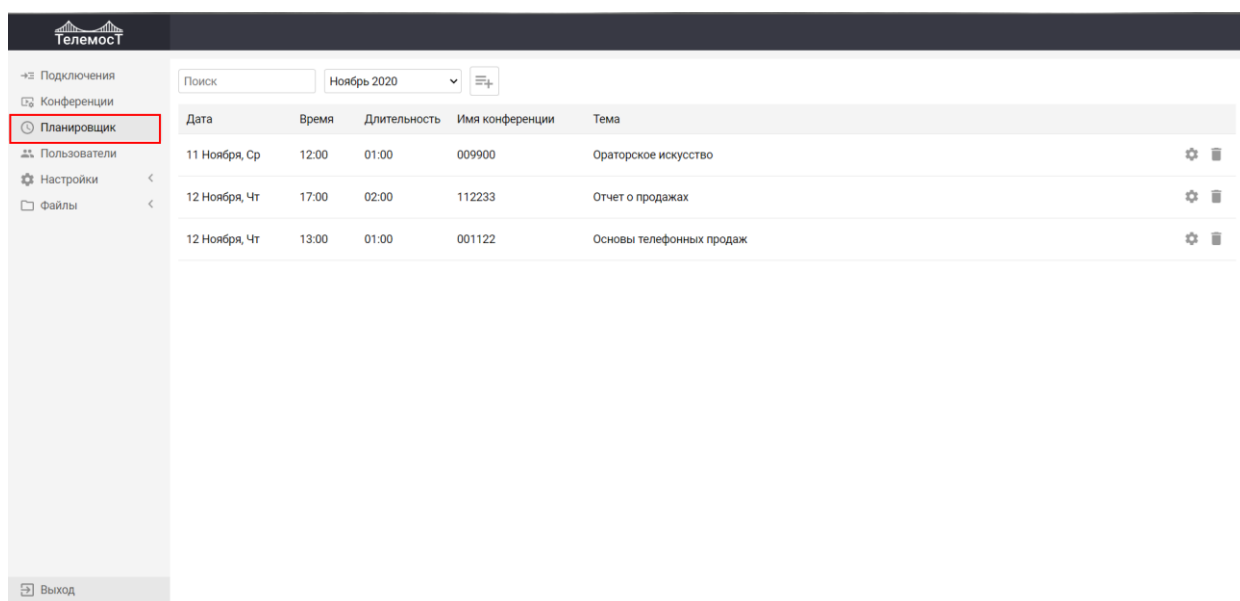 ТелемосТ
Подключения
Конференции
Планировщик
Пользователи
Настройки
Файлы
Выход
Поиск Ноябрь 2020
Дата Время Длительность Имя конференции Тема
11 Ноября, Ср 12:00 01:00 009900 Ораторское искусство
12 Ноября, Чт 17:00 02:00 112233 Отчет о продажах
12 Ноября, Чт 13:00 01:00 001122 Основы телефонных продаж